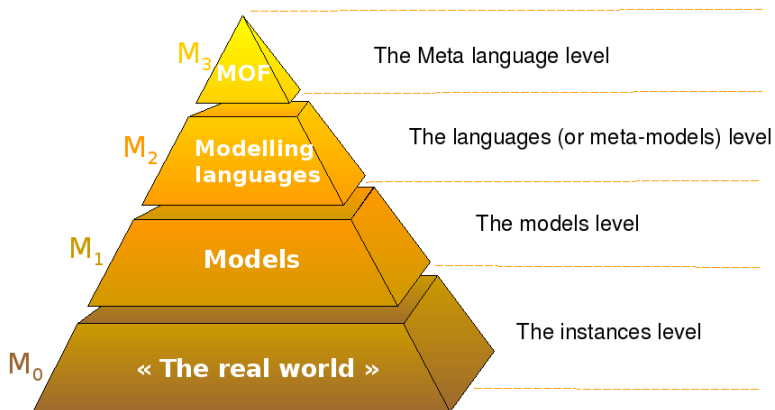 M3
MOF
The Meta language level
M2
Modelling
languages
The languages (or meta-models) level
M1
Models
The models level
M0
« The real world »
The instances level